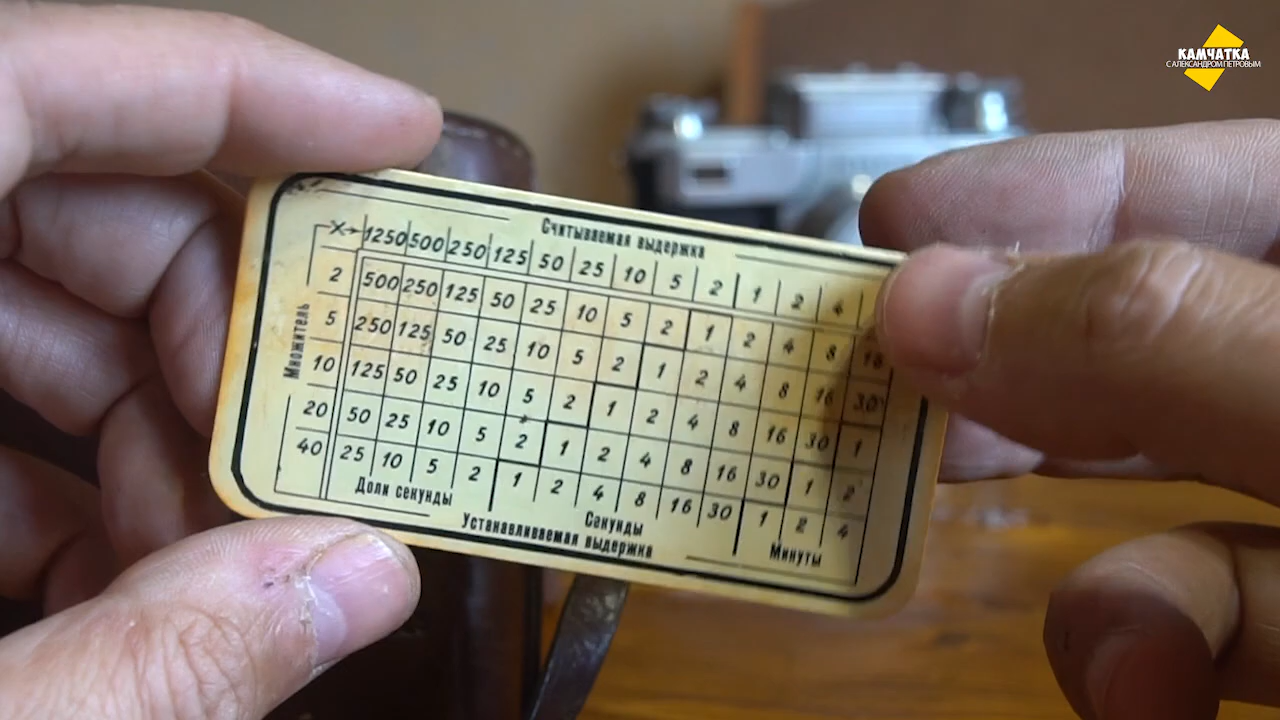 КАМЧАТКА
С АЛЕКСАНДРОМ ПЕТРОВЫМ
Считываемая выдержка
X→ 1250 500 250 125 50 25 10 5 2 1 2 4
Множитель
2 500 250 125 50 25 10 5 2 1 2 4 8 16
5 250 125 50 25 10 5 2 1 2 4 8 16 30
10 125 50 25 10 5 2 1 2 4 8 16 30 1
20 50 25 10 5 2 1 2 4 8 16 30 1 2
40 25 10 5 2 1 2 4 8 16 30 1 2 4
Доли секунды Секунды Минуты
Устанавливаемая выдержка